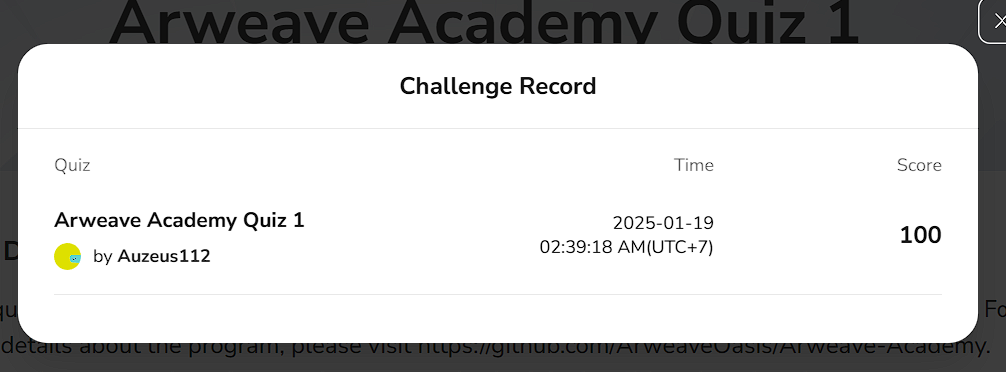 Arweave Academy Quiz 1
Challenge Record
Quiz Time Score
Arweave Academy Quiz 1
2025-01-19
by Auzeus112
02:39:18 AM(UTC+7)
100
Fo
details about the program, please visit https://github.com/ArweaveOasis/Arweave-Academy.